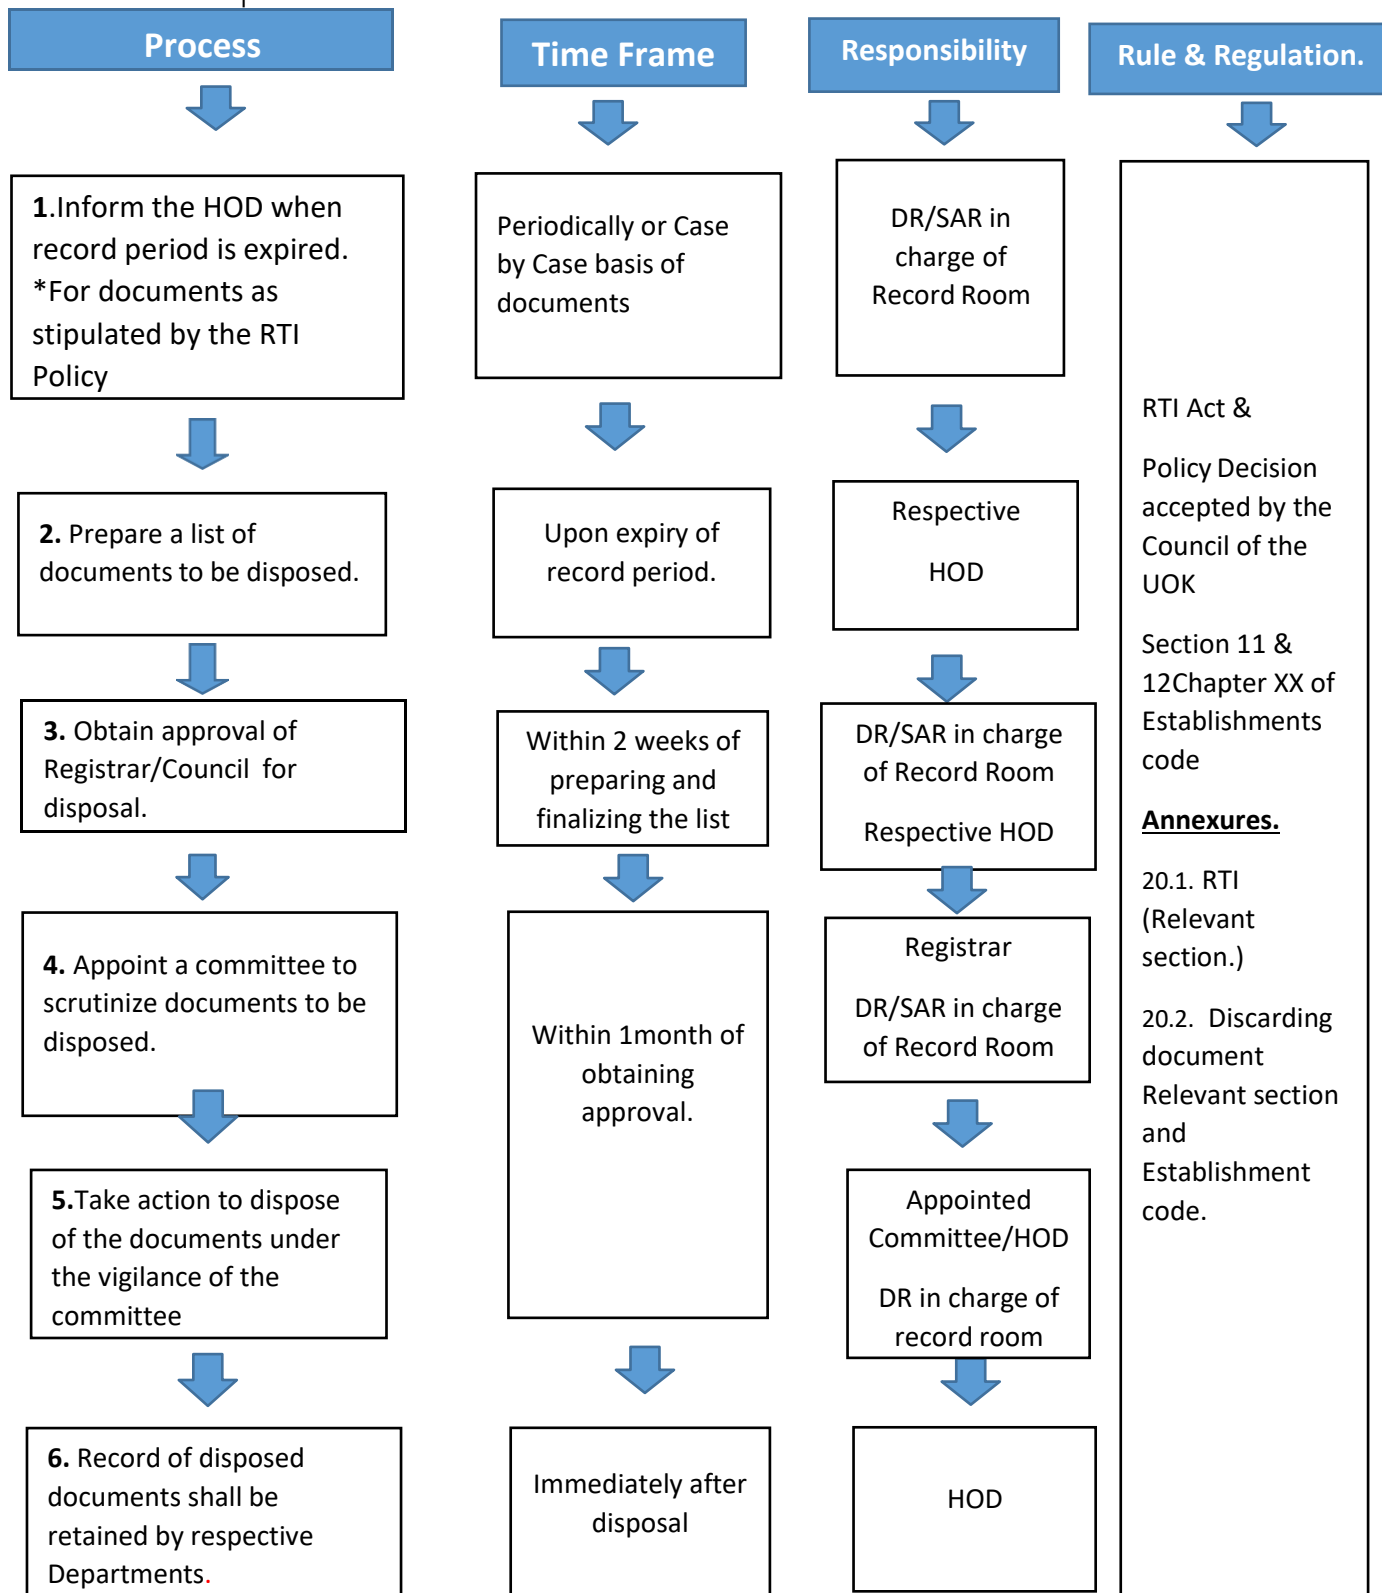 Process
Time Frame
Responsibility
Rule & Regulation.
1.Inform the HOD when
record period is expired.
*For documents as
stipulated by the RTI
Policy
Periodically or Case
by Case basis of
documents
DR/SAR in
charge of
Record Room
2. Prepare a list of
documents to be disposed.
Upon expiry of
record period.
Respective
HOD
3. Obtain approval of
Registrar/Council for
disposal.
Within 2 weeks of
preparing and
finalizing the list
DR/SAR in charge
of Record Room
Respective HOD
4. Appoint a committee to
scrutinize documents to be
disposed.
Within 1month of
obtaining
approval.
Registrar
DR/SAR in charge
of Record Room
5.Take action to dispose
of the documents under
the vigilance of the
committee
Appointed
Committee/HOD
DR in charge of
record room
6. Record of disposed
documents shall be
retained by respective
Departments.
Immediately after
disposal
HOD
RTI Act &
Policy Decision
accepted by the
Council of the
UOK
Section 11 &
12Chapter XX of
Establishments
code
Annexures.
20.1. RTI
(Relevant
section.)
20.2. Discarding
document
Relevant section
and
Establishment
code.